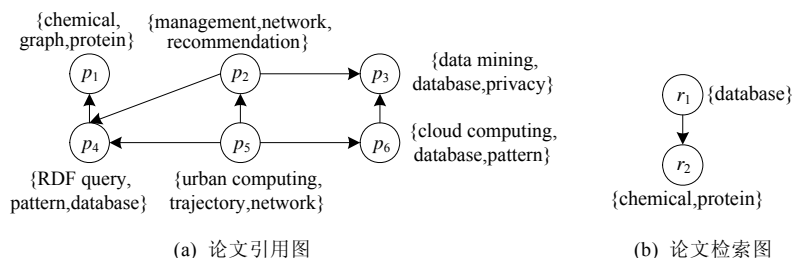 {chemical,
graph,protein}
{management,network,
recommendation}
p1
p2
p3
{data mining,
database,privacy}
p4
p5
p6
{cloud computing,
database,pattern}
{RDF query,
pattern,database}
{urban computing,
trajectory,network}
(a) 论文引用图
r1
{database}
r2
{chemical,protein}
(b) 论文检索图